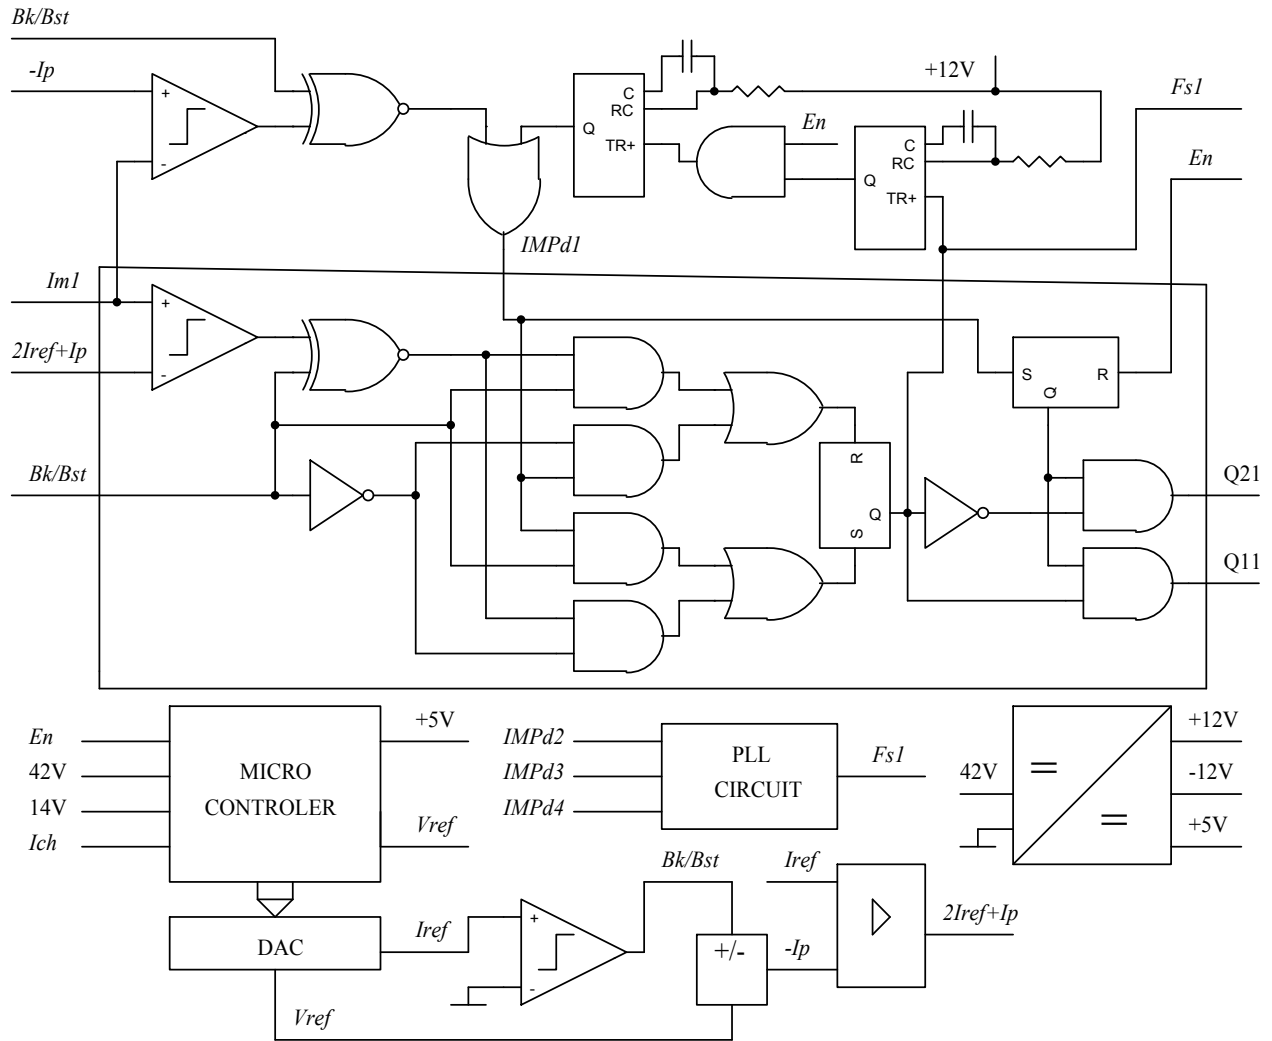 Bk/Bst
-Ip
+
-
C
RC
Q
TR+
+12V
En
C
RC
Q
TR+
Fs1
En
IMPd1
Im1
+
2Iref+Ip
-
Bk/Bst
R
Q
S
S
Q
R
Q21
Q11
En
42V
14V
Ich
MICRO
CONTROLER
+5V
Vref
IMPd2
IMPd3
IMPd4
PLL
CIRCUIT
Fs1
42V
=
=
+12V
-12V
+5V
DAC
Iref
Vref
+
-
Bk/Bst
+/-
-Ip
Iref
2Iref+Ip